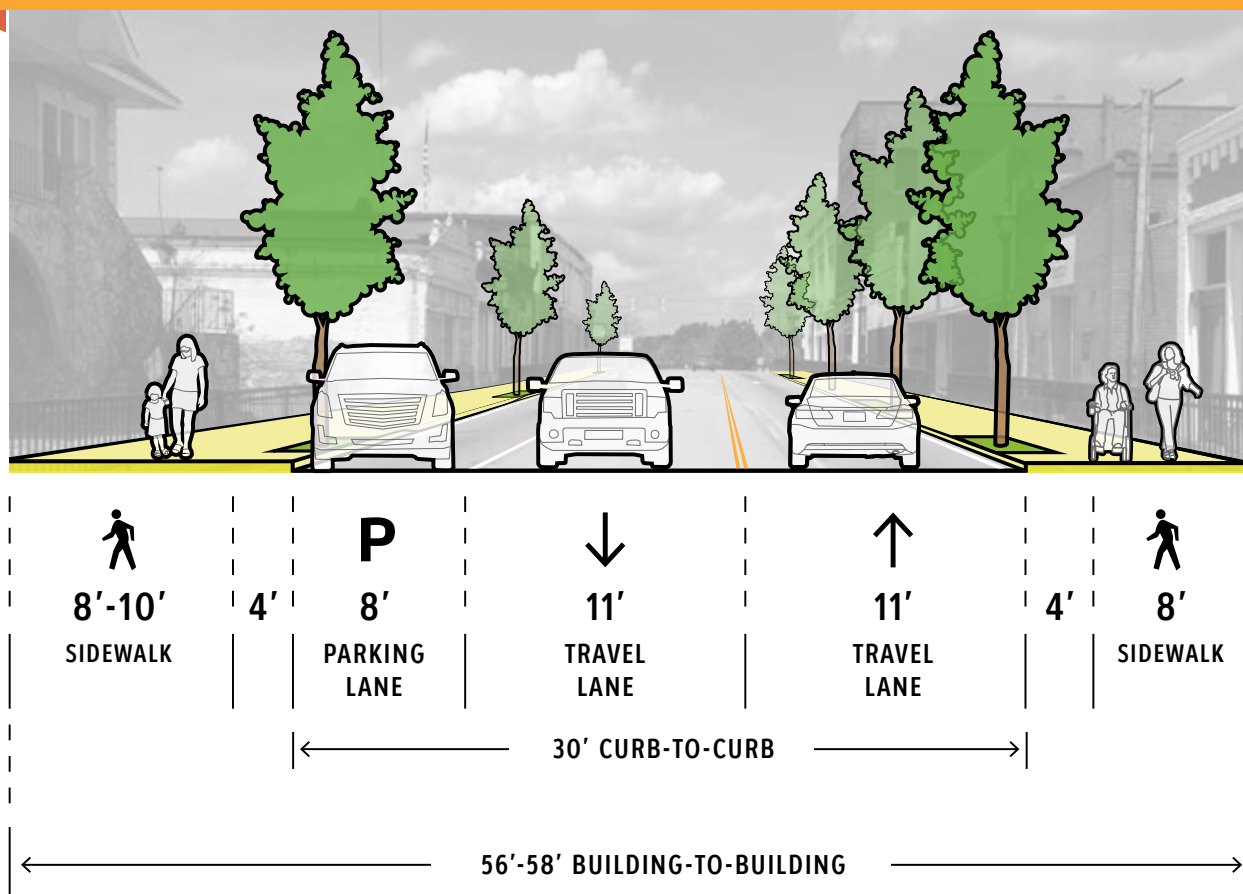 8′-10′
SIDEWALK
4′
P
8′
PARKING
LANE
11′
TRAVEL
LANE
11′
TRAVEL
LANE
4′
8′
SIDEWALK
30′ CURB-TO-CURB
56′-58′ BUILDING-TO-BUILDING